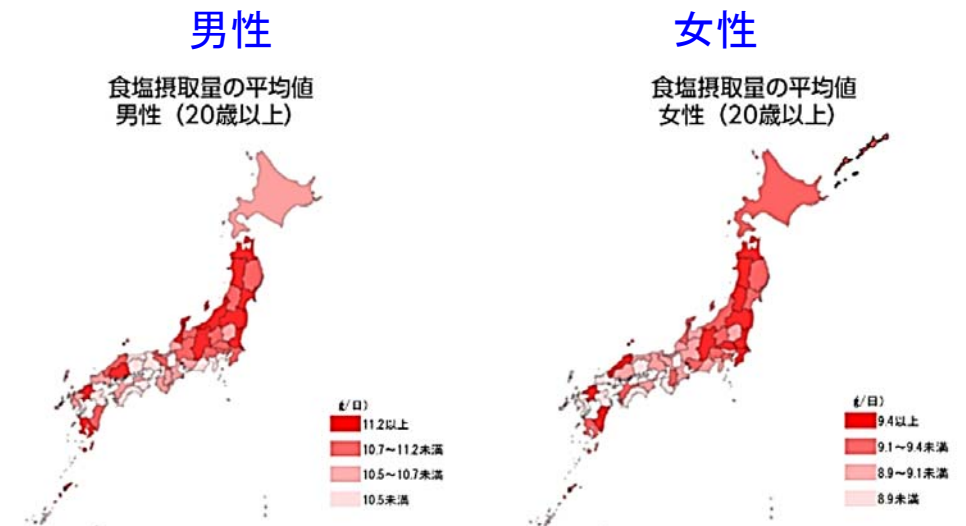 男性
食塩摂取量の平均値
男性（20歳以上）
(g/日)
11.2以上
10.7～11.2未満
10.5～10.7未満
10.5未満
女性
食塩摂取量の平均値
女性（20歳以上）
(g/日)
9.4以上
9.1～9.4未満
8.9～9.1未満
8.9未満